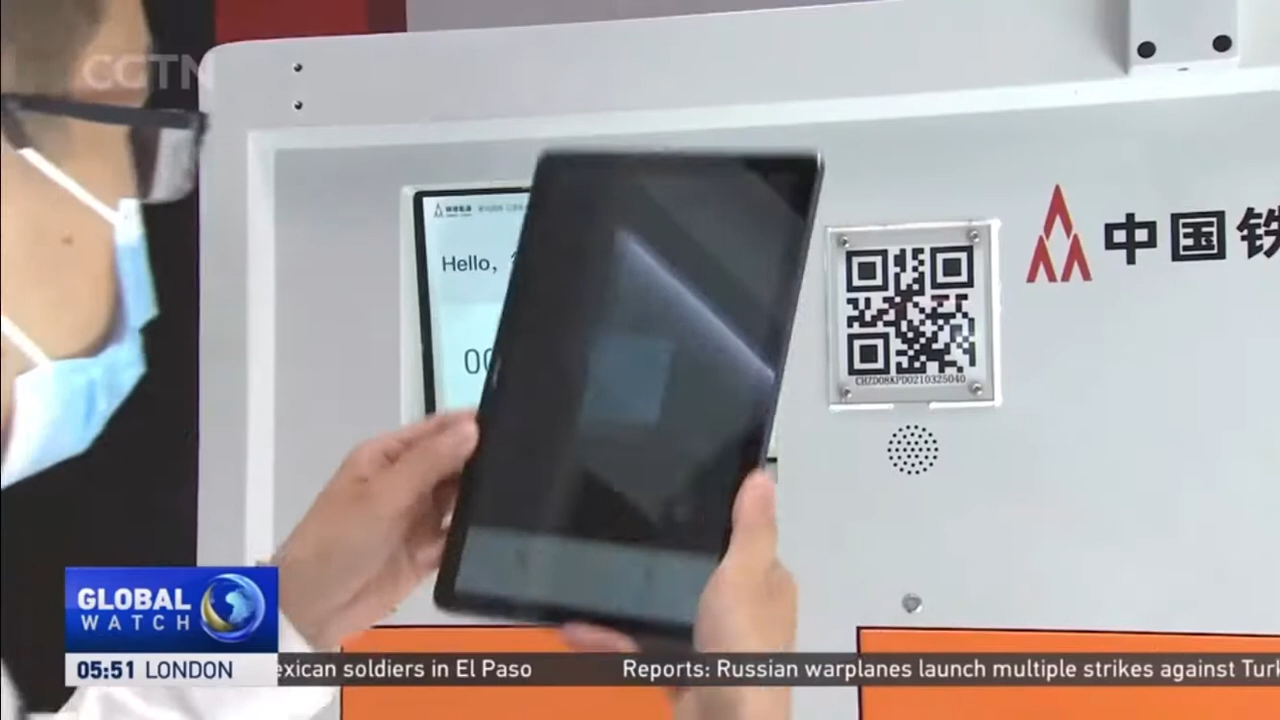 CGTN
Hello,
00
CHZD08KPD0210325040
中国铁
GLOBAL
WATCH
05:51 LONDON
exican soldiers in El Paso Reports: Russian warplanes launch multiple strikes against Turk